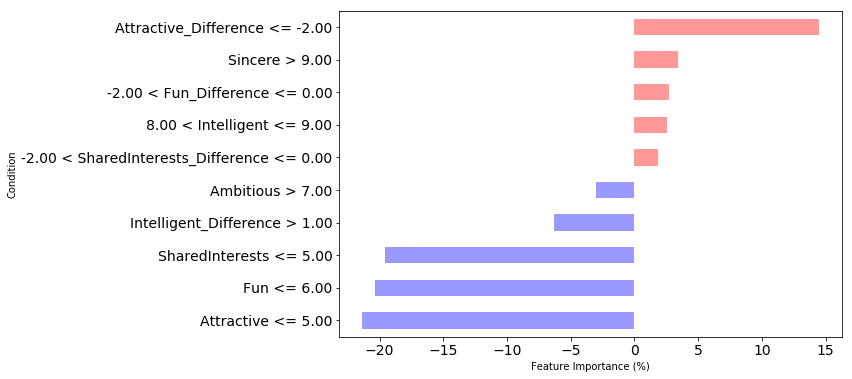 Attractive_Difference <= -2.00
Sincere > 9.00
-2.00 < Fun_Difference <= 0.00
8.00 < Intelligent <= 9.00
-2.00 < SharedInterests_Difference <= 0.00
Ambitious > 7.00
Intelligent_Difference > 1.00
SharedInterests <= 5.00
Fun <= 6.00
Attractive <= 5.00
Condition
−20 −15 −10 −5 0 5 10 15
Feature Importance (%)